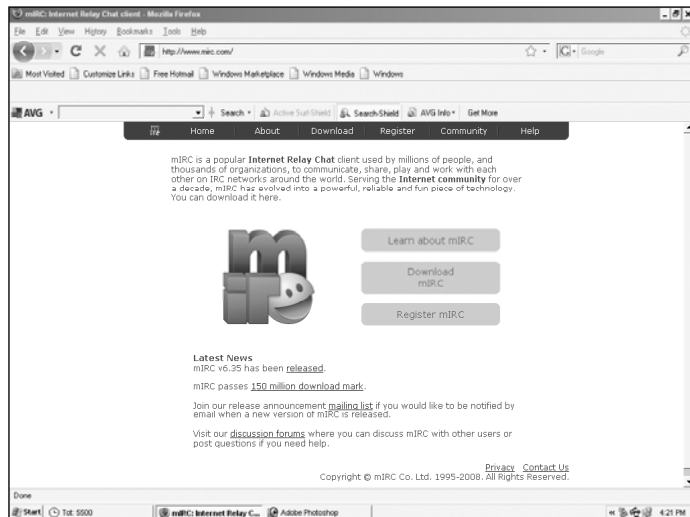 mIRC: Internet Relay Chat client - Mozilla Firefox
File Edit View History Bookmarks Tools Help
http://www.mirc.com/
Google
Most Visited Customize Links Free Hotmail Windows Marketplace Windows Media Windows
AVG Search Active Surf-Shield Search-Shield AVG Info Get More
Home About Download Register Community Help
mIRC is a popular Internet Relay Chat client used by millions of people, and
thousands of organizations, to communicate, share, play and work with each
other on IRC networks around the world. Serving the Internet community for over
a decade, mIRC has evolved into a powerful, reliable and fun piece of technology.
You can download it here.
mirc
Learn about mIRC
Download
mIRC
Register mIRC
Latest News
mIRC v6.35 has been released.
mIRC passes 150 million download mark.
Join our release announcement mailing list if you would like to be notified by
email when a new version of mIRC is released.
Visit our discussion forums where you can discuss mIRC with other users or
post questions if you need help.
Privacy Contact Us
Copyright © mIRC Co. Ltd. 1995-2008. All Rights Reserved.
Done
Start Tot: 5500 mIRC: Internet Relay C... Adobe Photoshop 4:21 PM